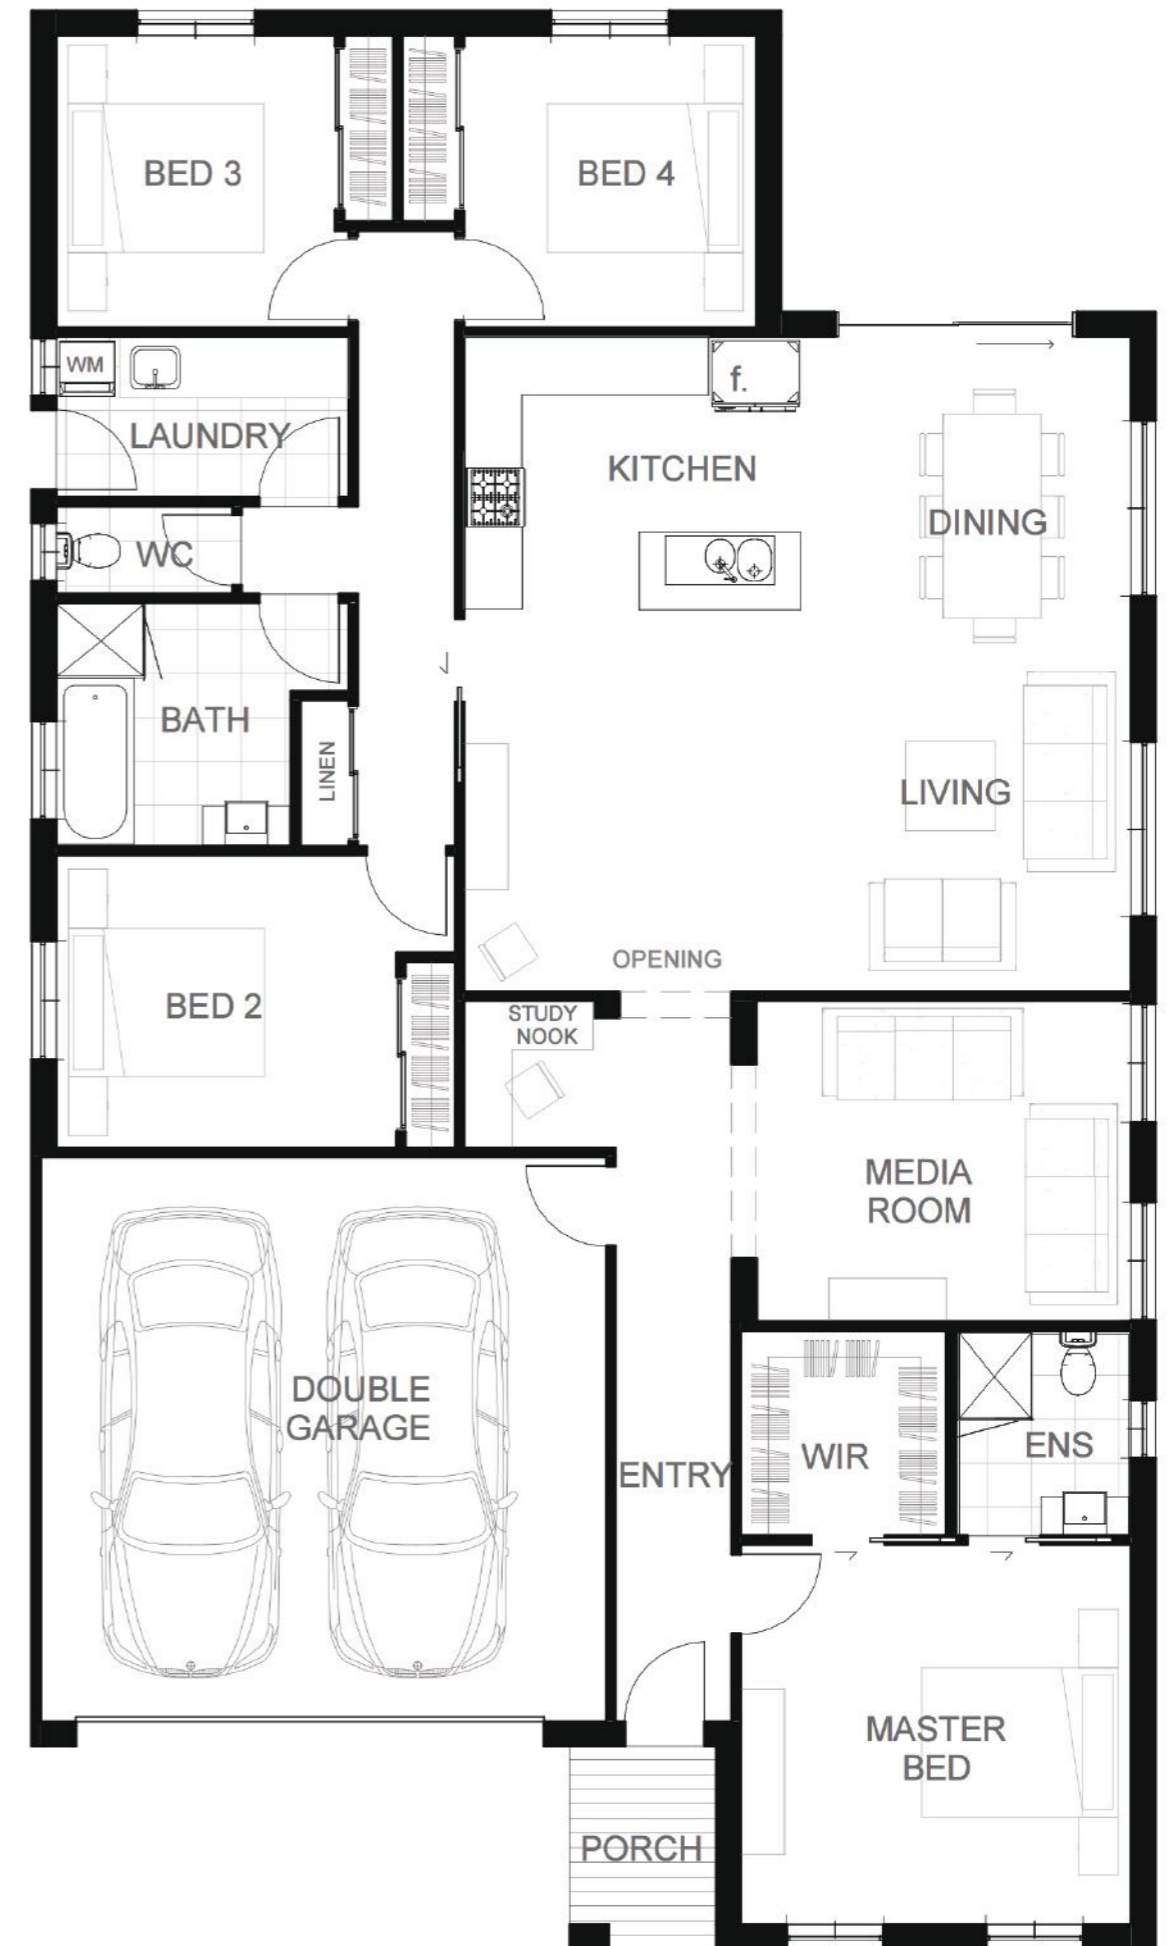 BED 3
BED 4
WM
f.
LAUNDRY
KITCHEN
DINING
WC
BATH
LINEN
LIVING
OPENING
BED 2
STUDY
NOOK
MEDIA
ROOM
DOUBLE
GARAGE
ENTRY
WIR
ENS
MASTER
BED
PORCH